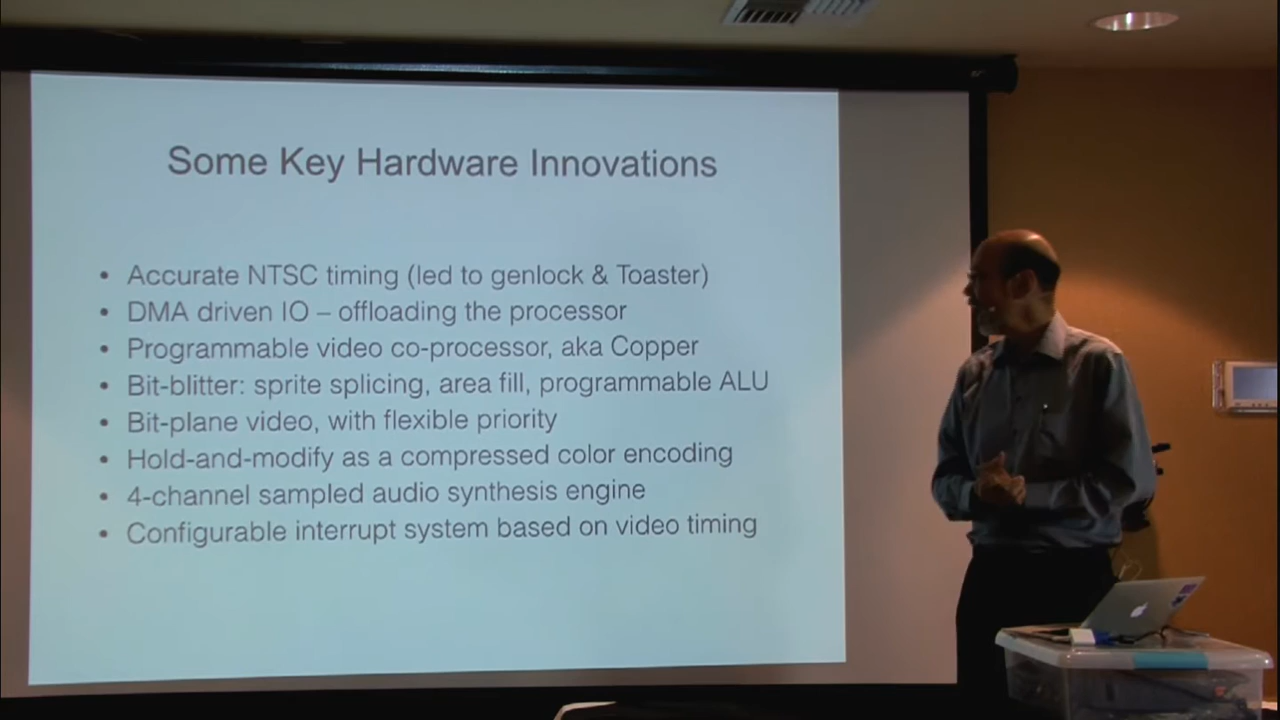 Some Key Hardware Innovations
• Accurate NTSC timing (led to genlock & Toaster)
• DMA driven IO – offloading the processor
• Programmable video co-processor, aka Copper
• Bit-blitter: sprite splicing, area fill, programmable ALU
• Bit-plane video, with flexible priority
• Hold-and-modify as a compressed color encoding
• 4-channel sampled audio synthesis engine
• Configurable interrupt system based on video timing